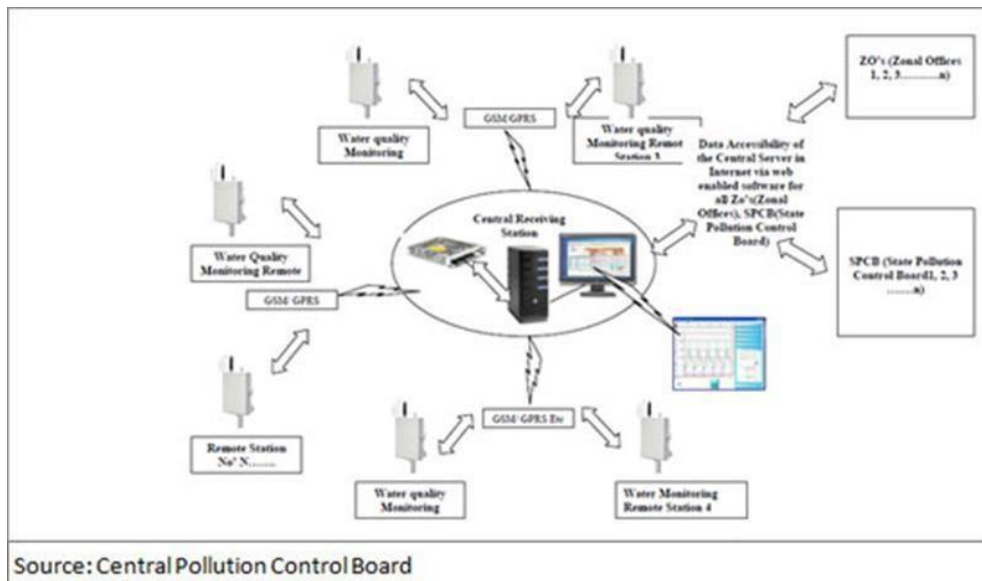 Water quality
Monitoring
GSM/GPRS
Water quality
Monitoring Remot
Station 3
ZO's (Zonal Offices
1, 2, 3...........n)
Data Accessibility of
the Central Server in
Internet via web
enabled software for
all Zo's(Zonal
Offices), SPCB(State
Pollution Control
Board)
SPCB (State Pollution
Control Board1, 2, 3
........n)
Water Quality
Monitoring Remote
GSM/ GPRS
Central Receiving
Station
Remote Station
No' N.......
GSM/ GPRS Etc
Water quality
Monitoring
Water Monitoring
Remote Station 4
Source: Central Pollution Control Board